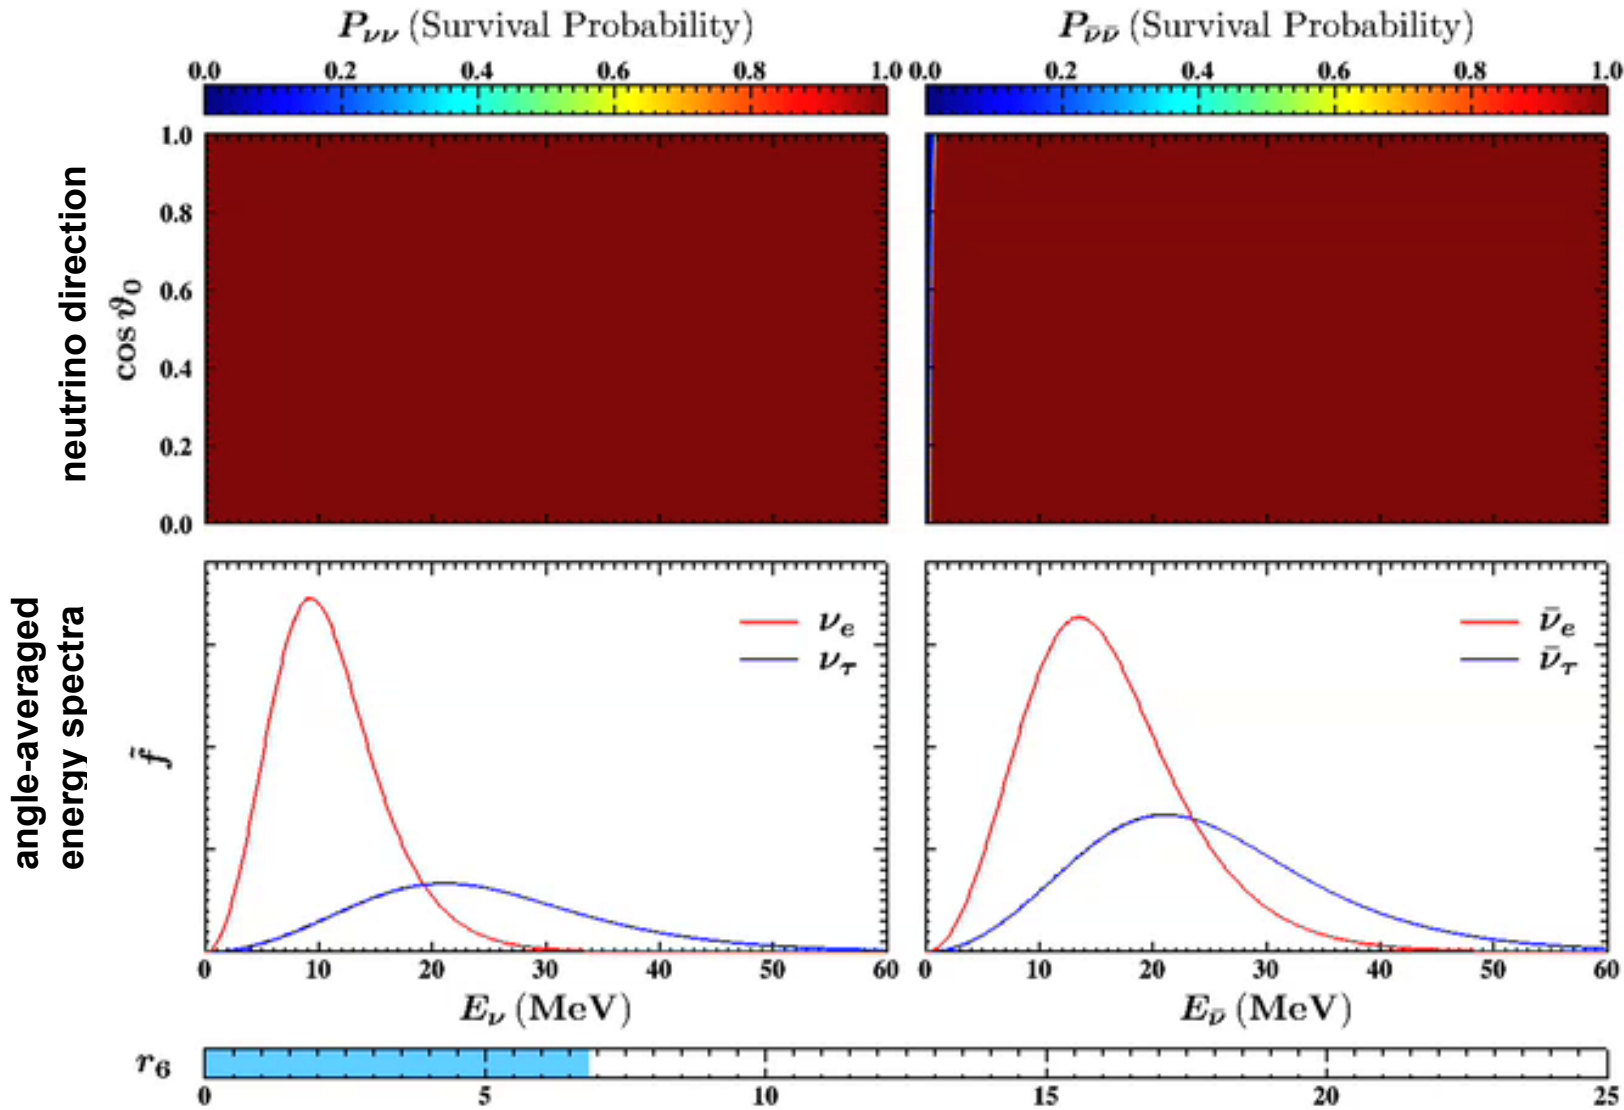 P_νν (Survival Probability) P_ν̄ν̄ (Survival Probability)
0.0 0.2 0.4 0.6 0.8 1.0 0.0 0.2 0.4 0.6 0.8 1.0
neutrino direction
cos ϑ₀
1.0
0.8
0.6
0.4
0.2
0.0
angle-averaged
energy spectra
f̃
ν_e
ν_τ
ν̄_e
ν̄_τ
0 10 20 30 40 50 60 0 10 20 30 40 50 60
E_ν (MeV) E_ν̄ (MeV)
r₆
0 5 10 15 20 25